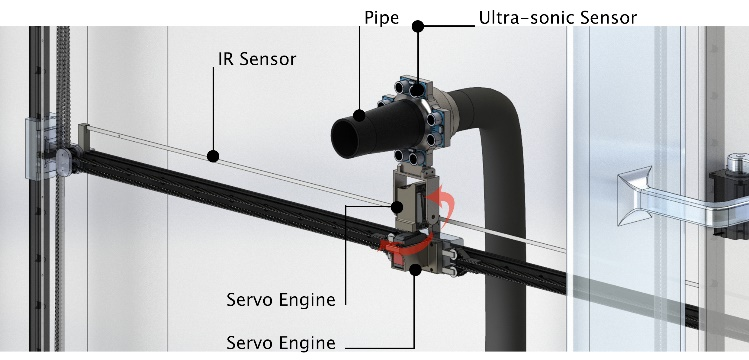 Pipe
Ultra-sonic Sensor
IR Sensor
Servo Engine
Servo Engine